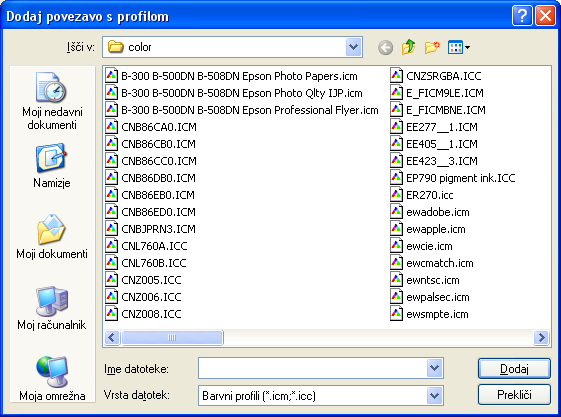 Dodaj povezavo s profilom
Išči v:
color
Moji nedavni
dokumenti
Namizje
Moji dokumenti
Moj računalnik
Moja omrežna
B-300 B-500DN B-508DN Epson Photo Papers.icm
B-300 B-500DN B-508DN Epson Photo Qlty IJP.icm
B-300 B-500DN B-508DN Epson Professional Flyer.icm
CNB86CA0.ICM
CNB86CB0.ICM
CNB86CC0.ICM
CNB86DB0.ICM
CNB86EB0.ICM
CNB86ED0.ICM
CNBJPRN3.ICM
CNL760A.ICC
CNL760B.ICC
CNZ005.ICC
CNZ006.ICC
CNZ008.ICC
CNZSRGBA.ICC
E_FICM9LE.ICM
E_FICMBNE.ICM
EE277__1.ICM
EE405__1.ICM
EE423__3.ICM
EP790 pigment ink.ICC
ER270.icc
ewadobe.icm
ewapple.icm
ewcie.icm
ewcmatch.icm
ewntsc.icm
ewpalsec.icm
ewsmpte.icm
Ime datoteke:
Dodaj
Vrsta datotek:
Barvni profili (*.icm;*.icc)
Prekliči